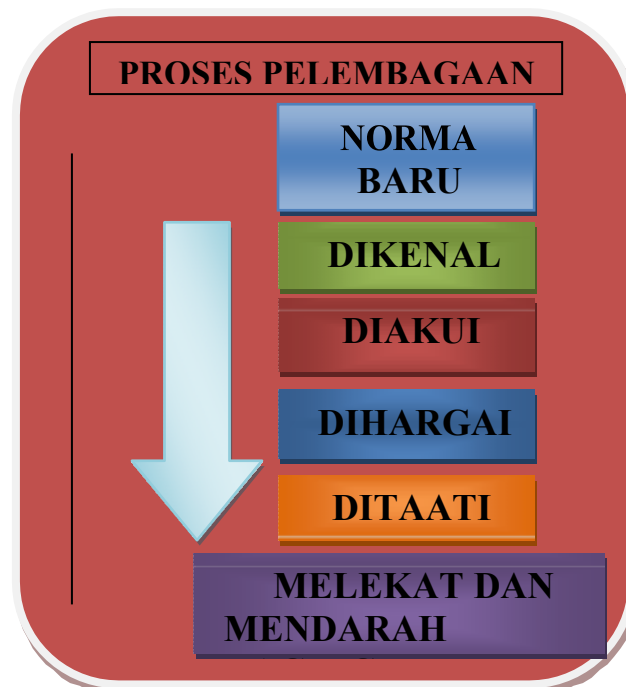 PROSES PELEMBAGAAN
NORMA
BARU
DIKENAL
DIAKUI
DIHARGAI
DITAATI
MELEKAT DAN
MENDARAH